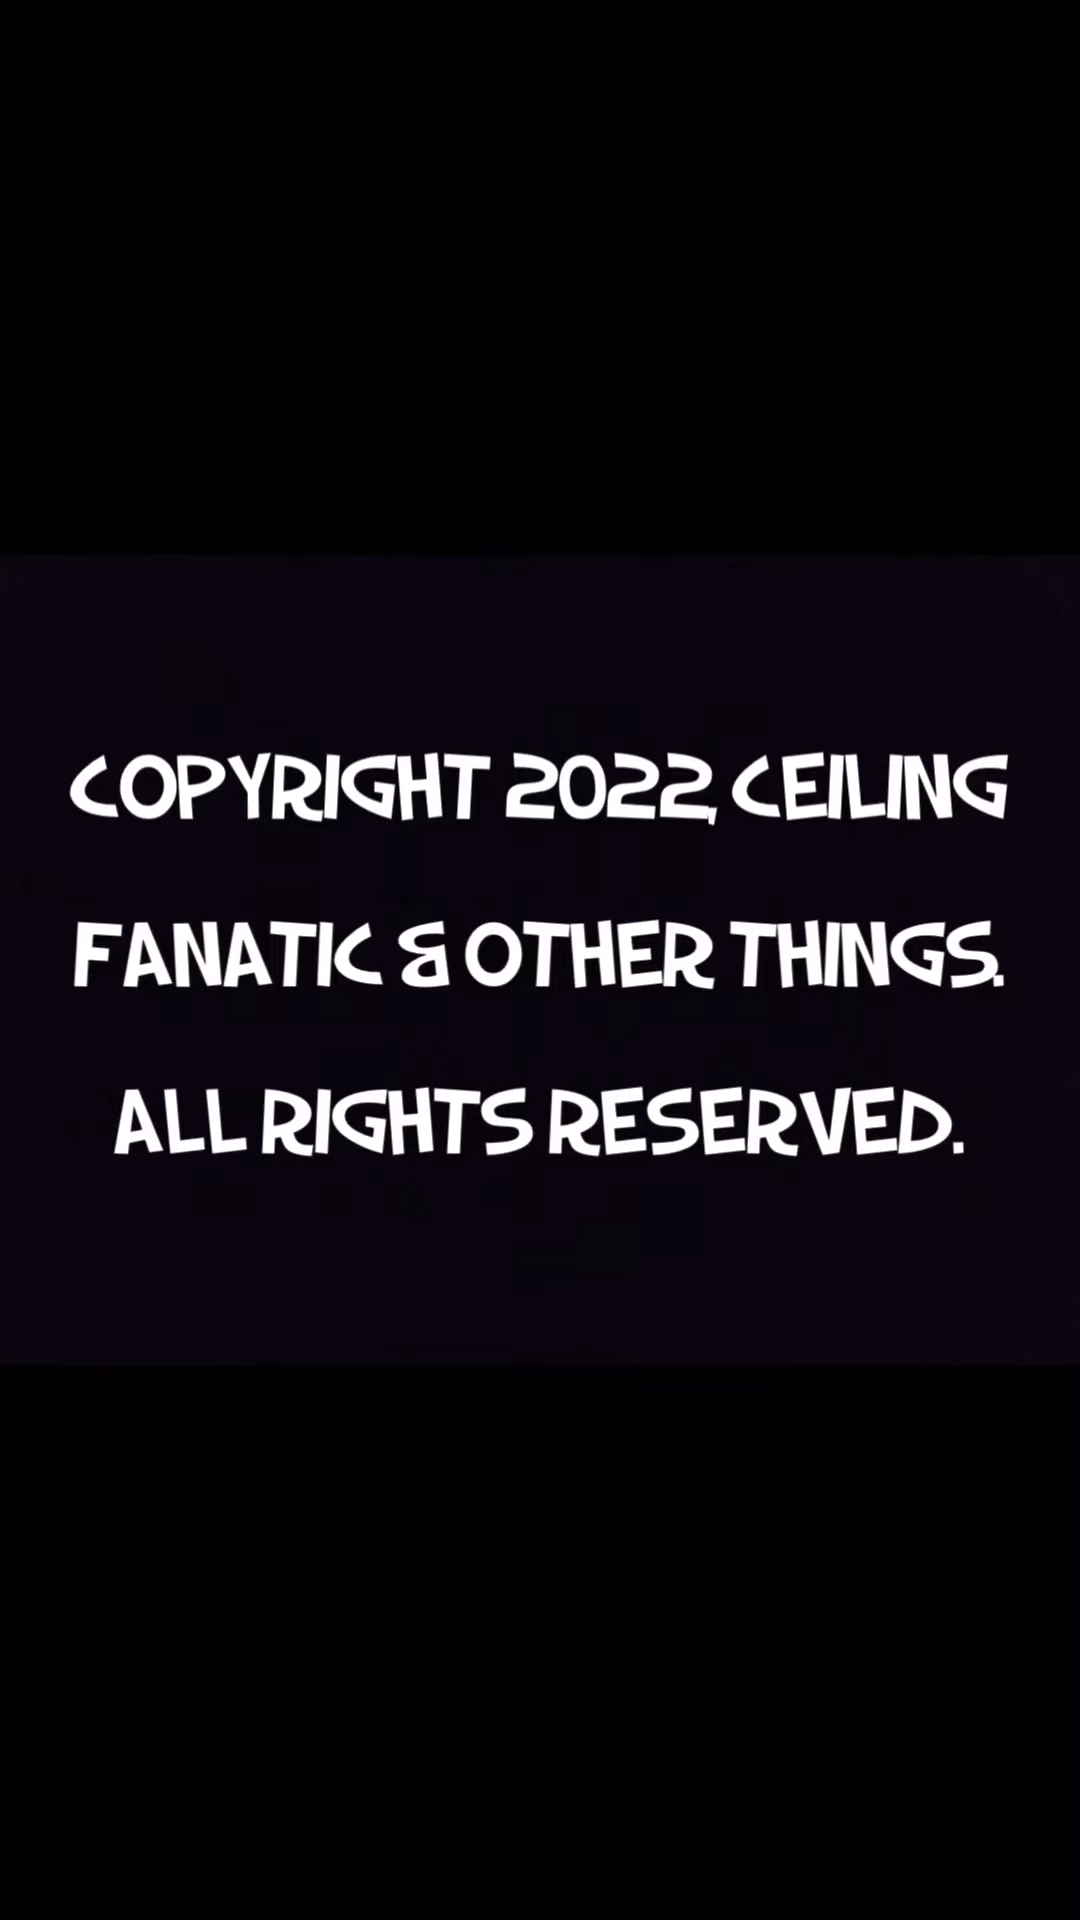 COPYRIGHT 2022, CEILING
FANATIC & OTHER THINGS.
ALL RIGHTS RESERVED.